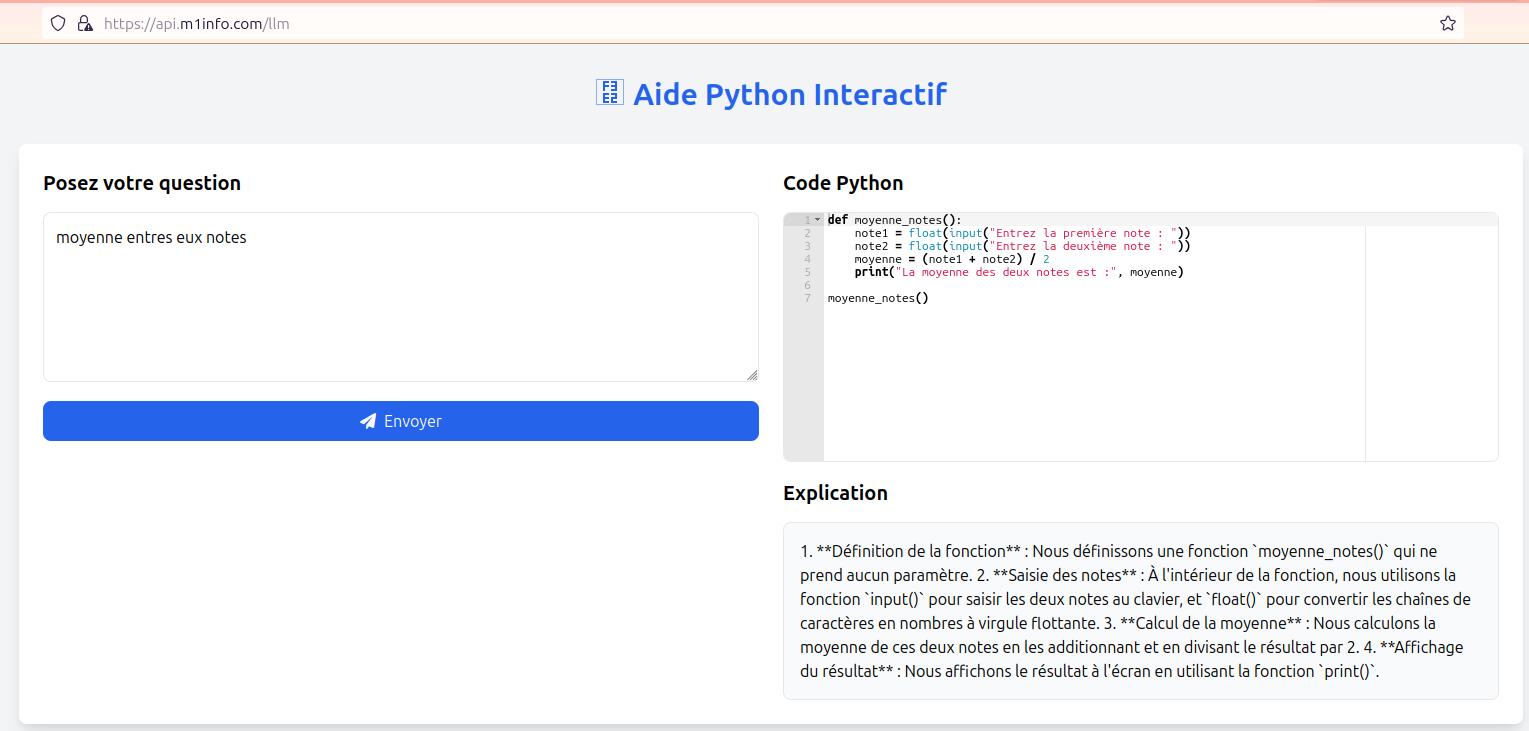 https://api.m1info.com/llm
Aide Python Interactif
Posez votre question
moyenne entres eux notes
Envoyer
Code Python
1 def moyenne_notes():
2     note1 = float(input("Entrez la première note : "))
3     note2 = float(input("Entrez la deuxième note : "))
4     moyenne = (note1 + note2) / 2
5     print("La moyenne des deux notes est :", moyenne)
6
7 moyenne_notes()
Explication
1. **Définition de la fonction** : Nous définissons une fonction `moyenne_notes()` qui ne
prend aucun paramètre. 2. **Saisie des notes** : À l'intérieur de la fonction, nous utilisons la
fonction `input()` pour saisir les deux notes au clavier, et `float()` pour convertir les chaînes de
caractères en nombres à virgule flottante. 3. **Calcul de la moyenne** : Nous calculons la
moyenne de ces deux notes en les additionnant et en divisant le résultat par 2. 4. **Affichage
du résultat** : Nous affichons le résultat à l'écran en utilisant la fonction `print()`.